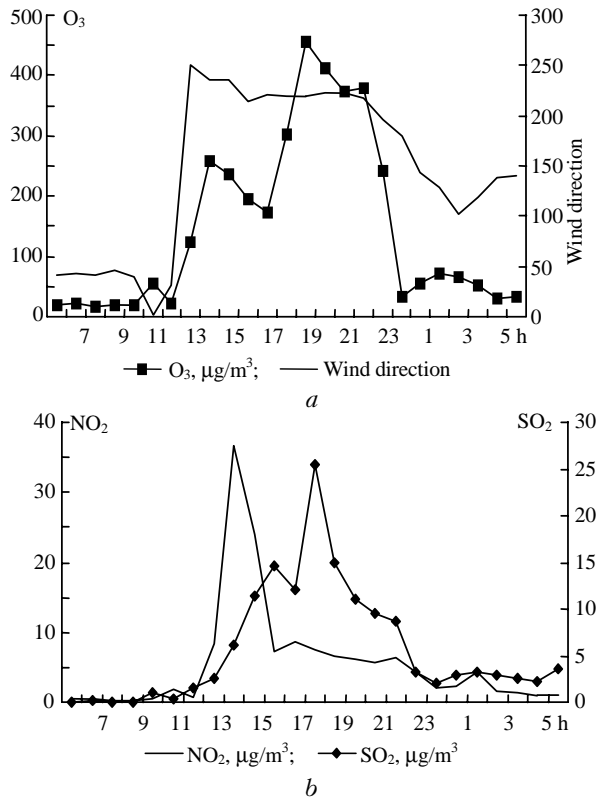 500 O₃ 300
400 250
300 200
200 150
100 100
0 50
0
Wind direction
7 9 11 13 15 17 19 21 23 1 3 5 h
O₃, μg/m³; Wind direction
a
40 NO₂ SO₂ 30
30 25
20 20
10 15
0 10
5
0
7 9 11 13 15 17 19 21 23 1 3 5 h
NO₂, μg/m³; SO₂, μg/m³
b